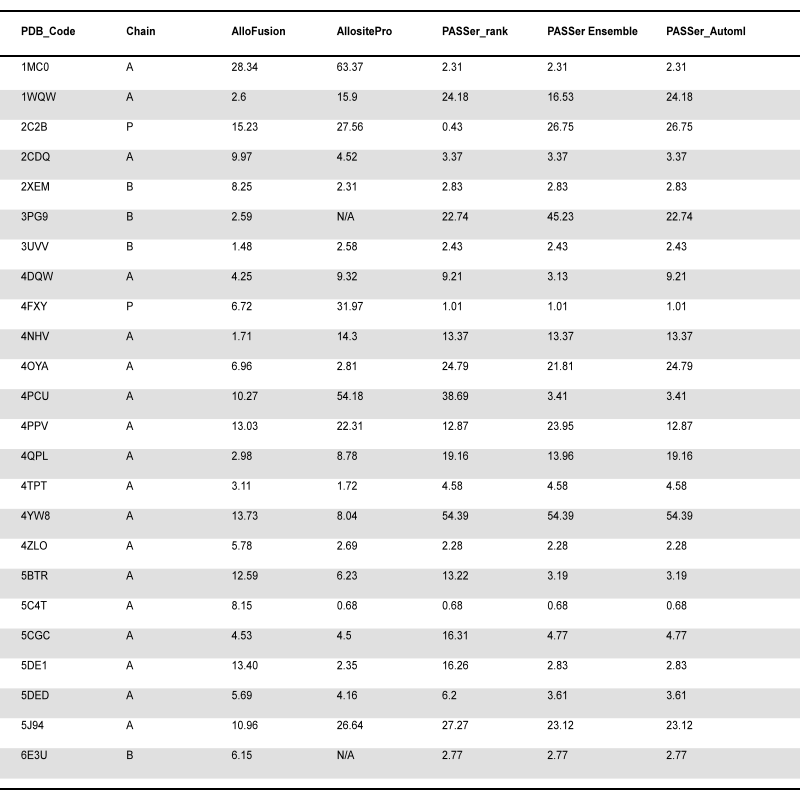 PDB_Code Chain AlloFusion AllositePro PASSer_rank PASSer Ensemble PASSer_Automl
1MC0 A 28.34 63.37 2.31 2.31 2.31
1WQW A 2.6 15.9 24.18 16.53 24.18
2C2B P 15.23 27.56 0.43 26.75 26.75
2CDQ A 9.97 4.52 3.37 3.37 3.37
2XEM B 8.25 2.31 2.83 2.83 2.83
3PG9 B 2.59 N/A 22.74 45.23 22.74
3UVV B 1.48 2.58 2.43 2.43 2.43
4DQW A 4.25 9.32 9.21 3.13 9.21
4FXY P 6.72 31.97 1.01 1.01 1.01
4NHV A 1.71 14.3 13.37 13.37 13.37
4OYA A 6.96 2.81 24.79 21.81 24.79
4PCU A 10.27 54.18 38.69 3.41 3.41
4PPV A 13.03 22.31 12.87 23.95 12.87
4QPL A 2.98 8.78 19.16 13.96 19.16
4TPT A 3.11 1.72 4.58 4.58 4.58
4YW8 A 13.73 8.04 54.39 54.39 54.39
4ZLO A 5.78 2.69 2.28 2.28 2.28
5BTR A 12.59 6.23 13.22 3.19 3.19
5C4T A 8.15 0.68 0.68 0.68 0.68
5CGC A 4.53 4.5 16.31 4.77 4.77
5DE1 A 13.40 2.35 16.26 2.83 2.83
5DED A 5.69 4.16 6.2 3.61 3.61
5J94 A 10.96 26.64 27.27 23.12 23.12
6E3U B 6.15 N/A 2.77 2.77 2.77